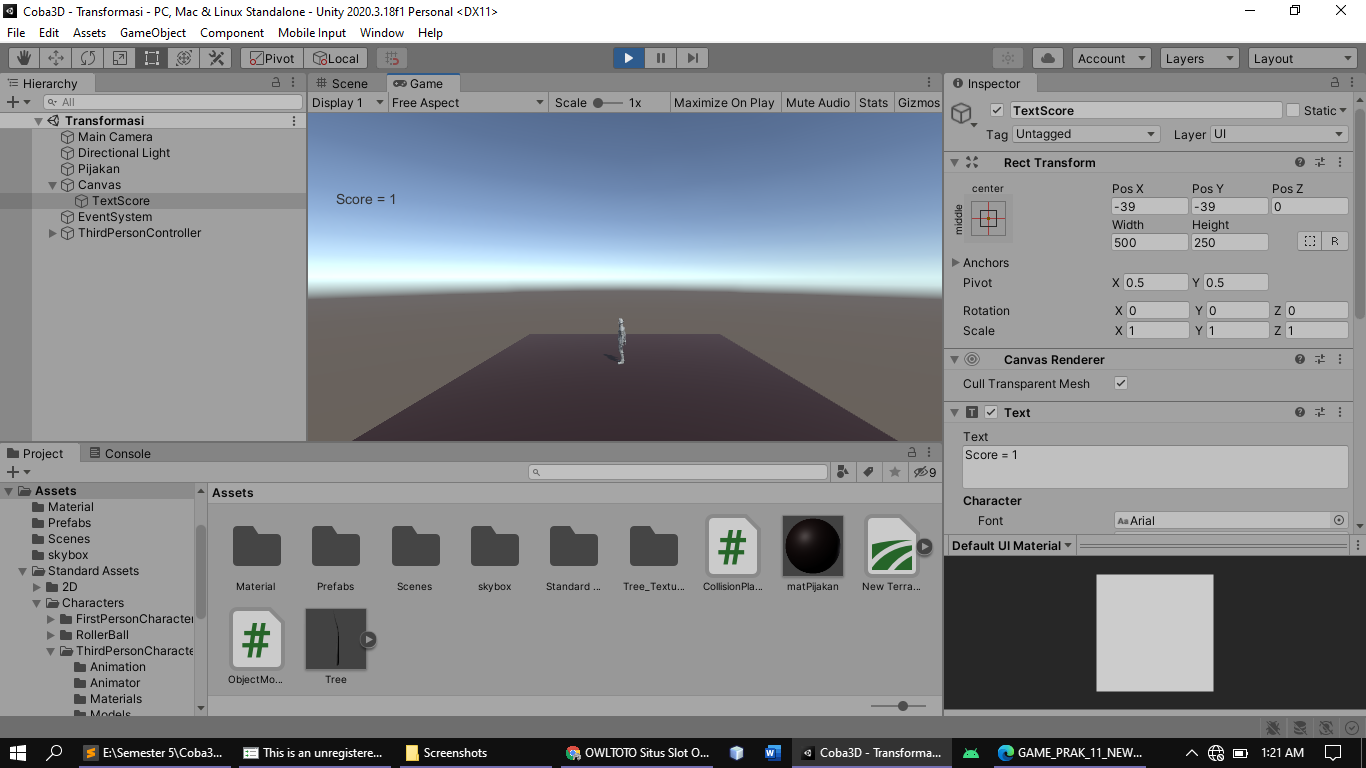 Coba3D - Transformasi - PC, Mac & Linux Standalone - Unity 2020.3.18f1 Personal <DX11>
File Edit Assets GameObject Component Mobile Input Window Help
Pivot Local Account Layers Layout
Hierarchy
All
Transformasi
Main Camera
Directional Light
Pijakan
Canvas
TextScore
EventSystem
ThirdPersonController
Scene Game
Display 1 Free Aspect Scale 1x Maximize On Play Mute Audio Stats Gizmos
Score = 1
Inspector
TextScore Static
Tag Untagged Layer UI
Rect Transform
center
middle
Pos X Pos Y Pos Z
-39 -39 0
Width Height
500 250 R
Anchors
Pivot X 0.5 Y 0.5
Rotation X 0 Y 0 Z 0
Scale X 1 Y 1 Z 1
Canvas Renderer
Cull Transparent Mesh
T Text
Text
Score = 1
Character
Font Aa Arial
Default UI Material
Project Console
9
Assets
Material
Prefabs
Scenes
skybox
Standard Assets
2D
Characters
FirstPersonCharacter
RollerBall
ThirdPersonCharacte
Animation
Animator
Materials
Models
Assets
Material Prefabs Scenes skybox Standard ... Tree_Textu... CollisionPla... matPijakan New Terra...
ObjectMo... Tree
E:\Semester 5\Coba3... This is an unregistere... Screenshots OWLTOTO Situs Slot O... Coba3D - Transforma... GAME_PRAK_11_NEW... 1:21 AM